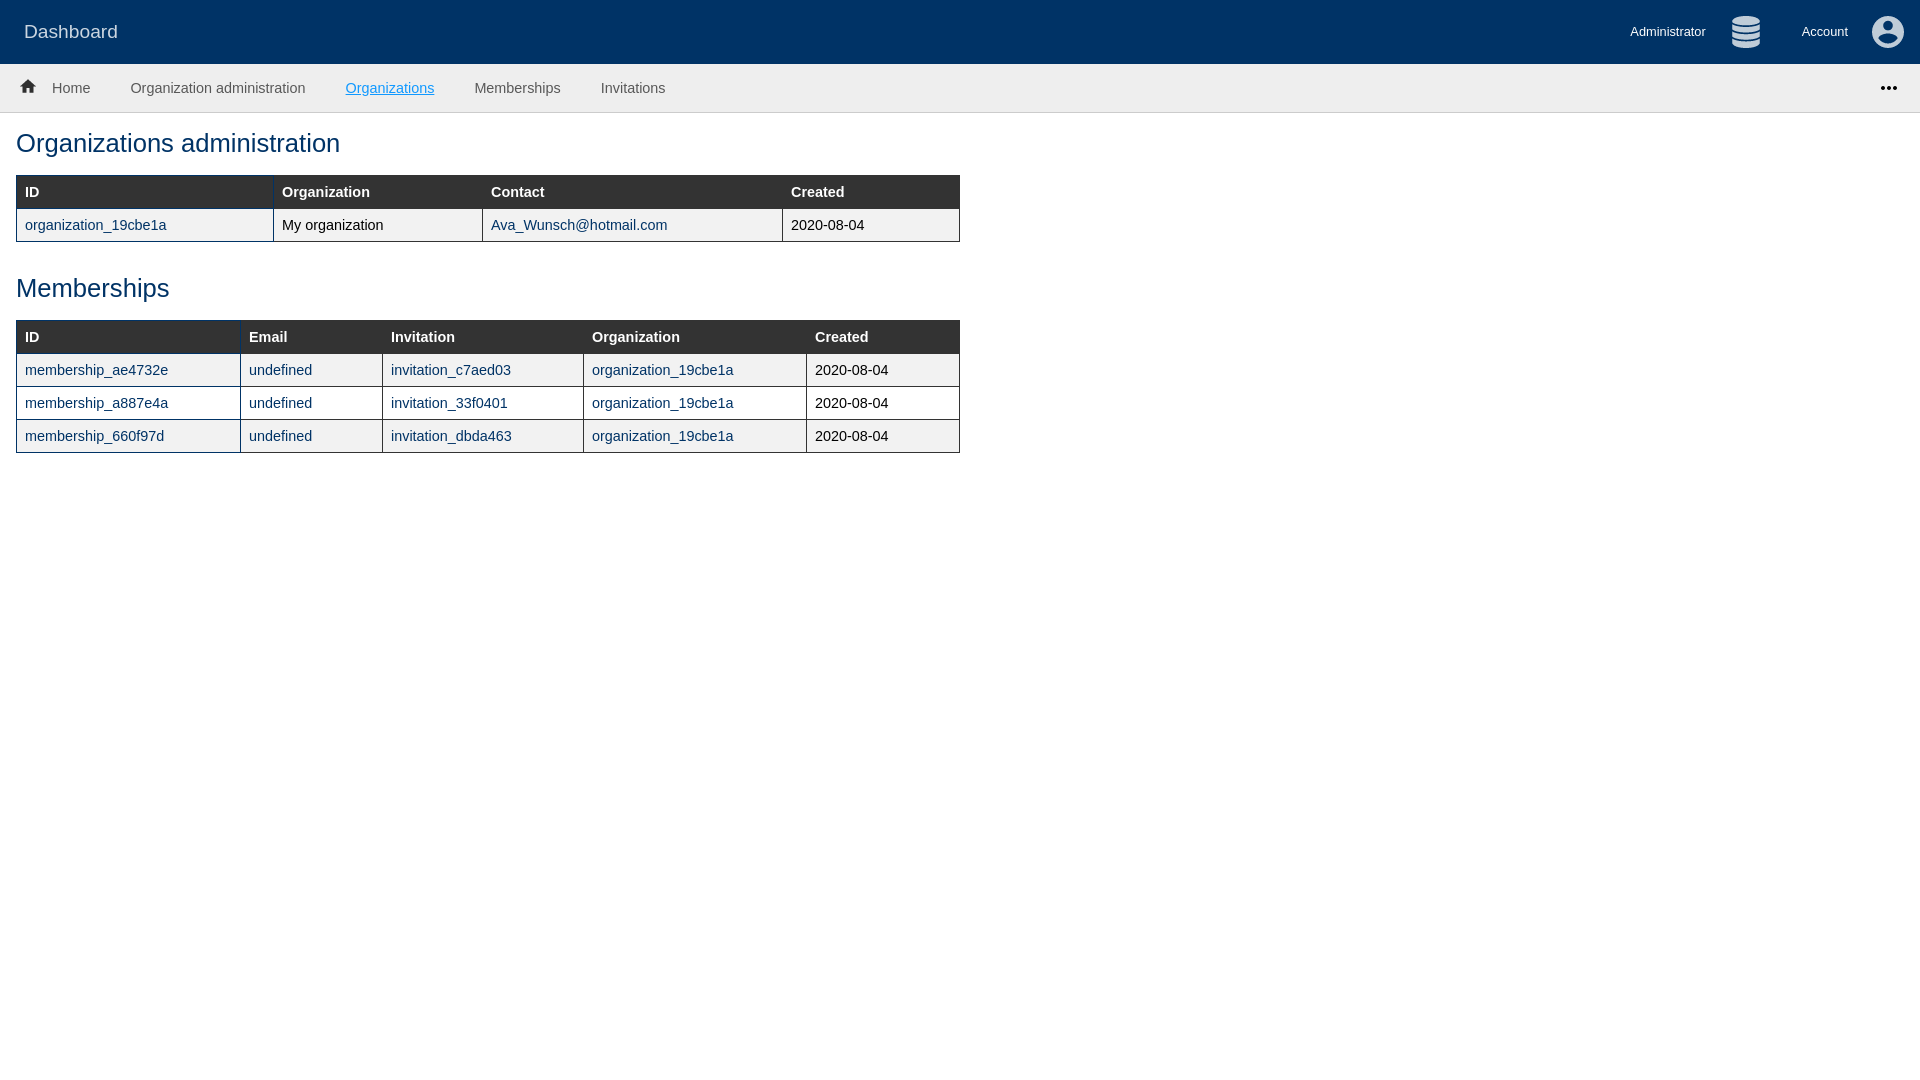 Dashboard Administrator Account
Home Organization administration Organizations Memberships Invitations
Organizations administration
ID Organization Contact Created
organization_19cbe1a My organization Ava_Wunsch@hotmail.com 2020-08-04
Memberships
ID Email Invitation Organization Created
membership_ae4732e undefined invitation_c7aed03 organization_19cbe1a 2020-08-04
membership_a887e4a undefined invitation_33f0401 organization_19cbe1a 2020-08-04
membership_660f97d undefined invitation_dbda463 organization_19cbe1a 2020-08-04